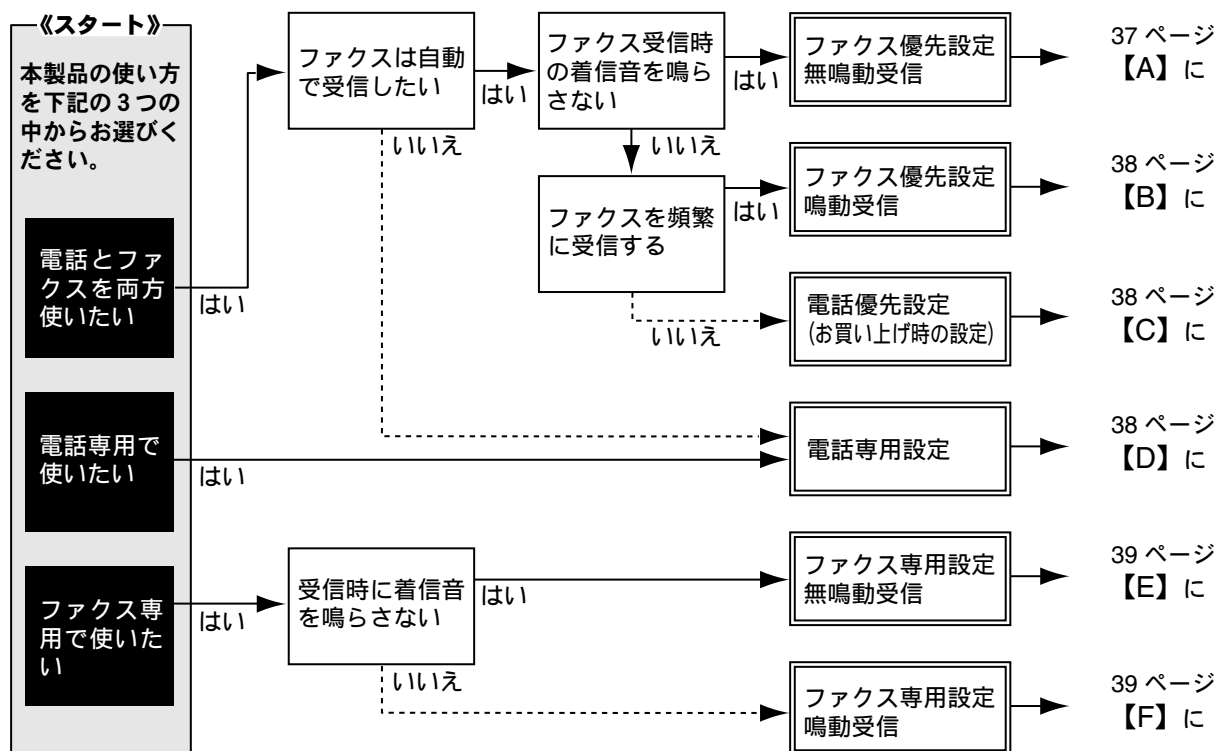 《スタート》
本製品の使い方
を下記の3つの
中からお選びく
ださい。
電話とファ
クスを両方
使いたい
はい
ファクスは自動
で受信したい
はい
いいえ
ファクス受信時
の着信音を鳴ら
さない
はい
いいえ
ファクス優先設定
無鳴動受信
37 ページ
【A】に
ファクスを頻繁
に受信する
はい
いいえ
ファクス優先設定
鳴動受信
38 ページ
【B】に
電話優先設定
(お買い上げ時の設定)
38 ページ
【C】に
電話専用で
使いたい
はい
電話専用設定
38 ページ
【D】に
ファクス専
用で使いた
い
はい
受信時に着信音
を鳴らさない
はい
いいえ
ファクス専用設定
無鳴動受信
39 ページ
【E】に
ファクス専用設定
鳴動受信
39 ページ
【F】に